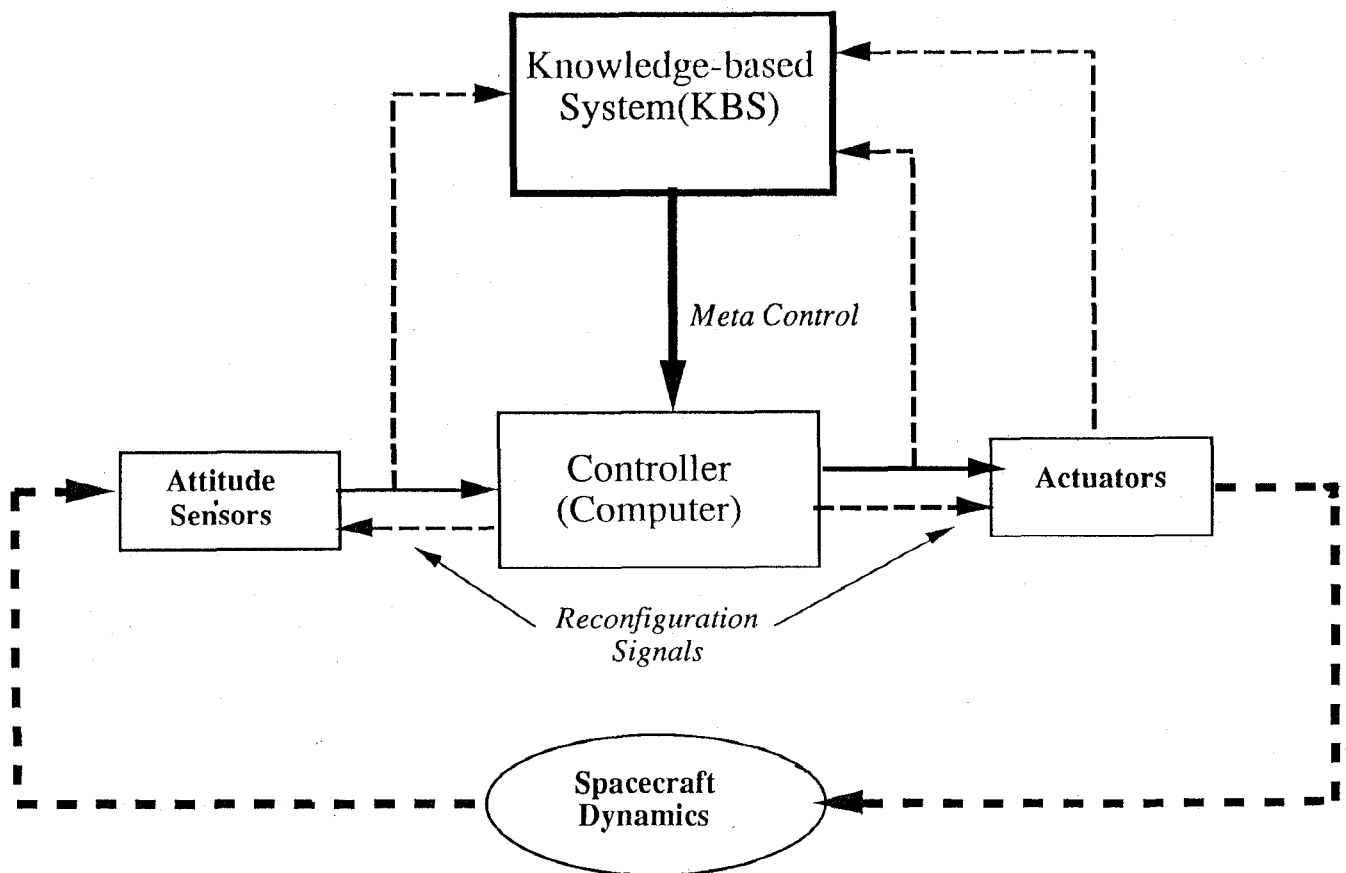 Knowledge-based
System(KBS)
Meta Control
Attitude
Sensors
Controller
(Computer)
Actuators
Reconfiguration
Signals
Spacecraft
Dynamics